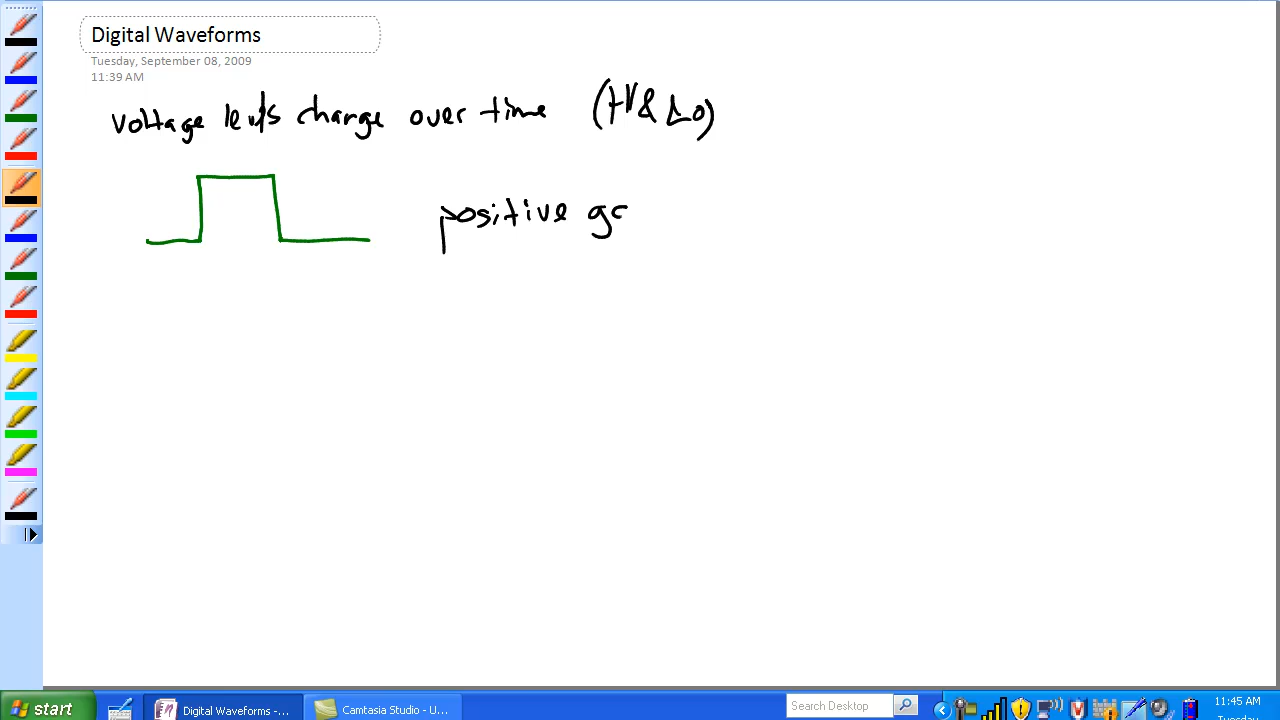 Digital Waveforms
Tuesday, September 08, 2009
11:39 AM
voltage levels change over time (HI & Lo)
positive go
start
Digital Waveforms -...
Camtasia Studio - U...
Search Desktop
11:45 AM
Tuesday